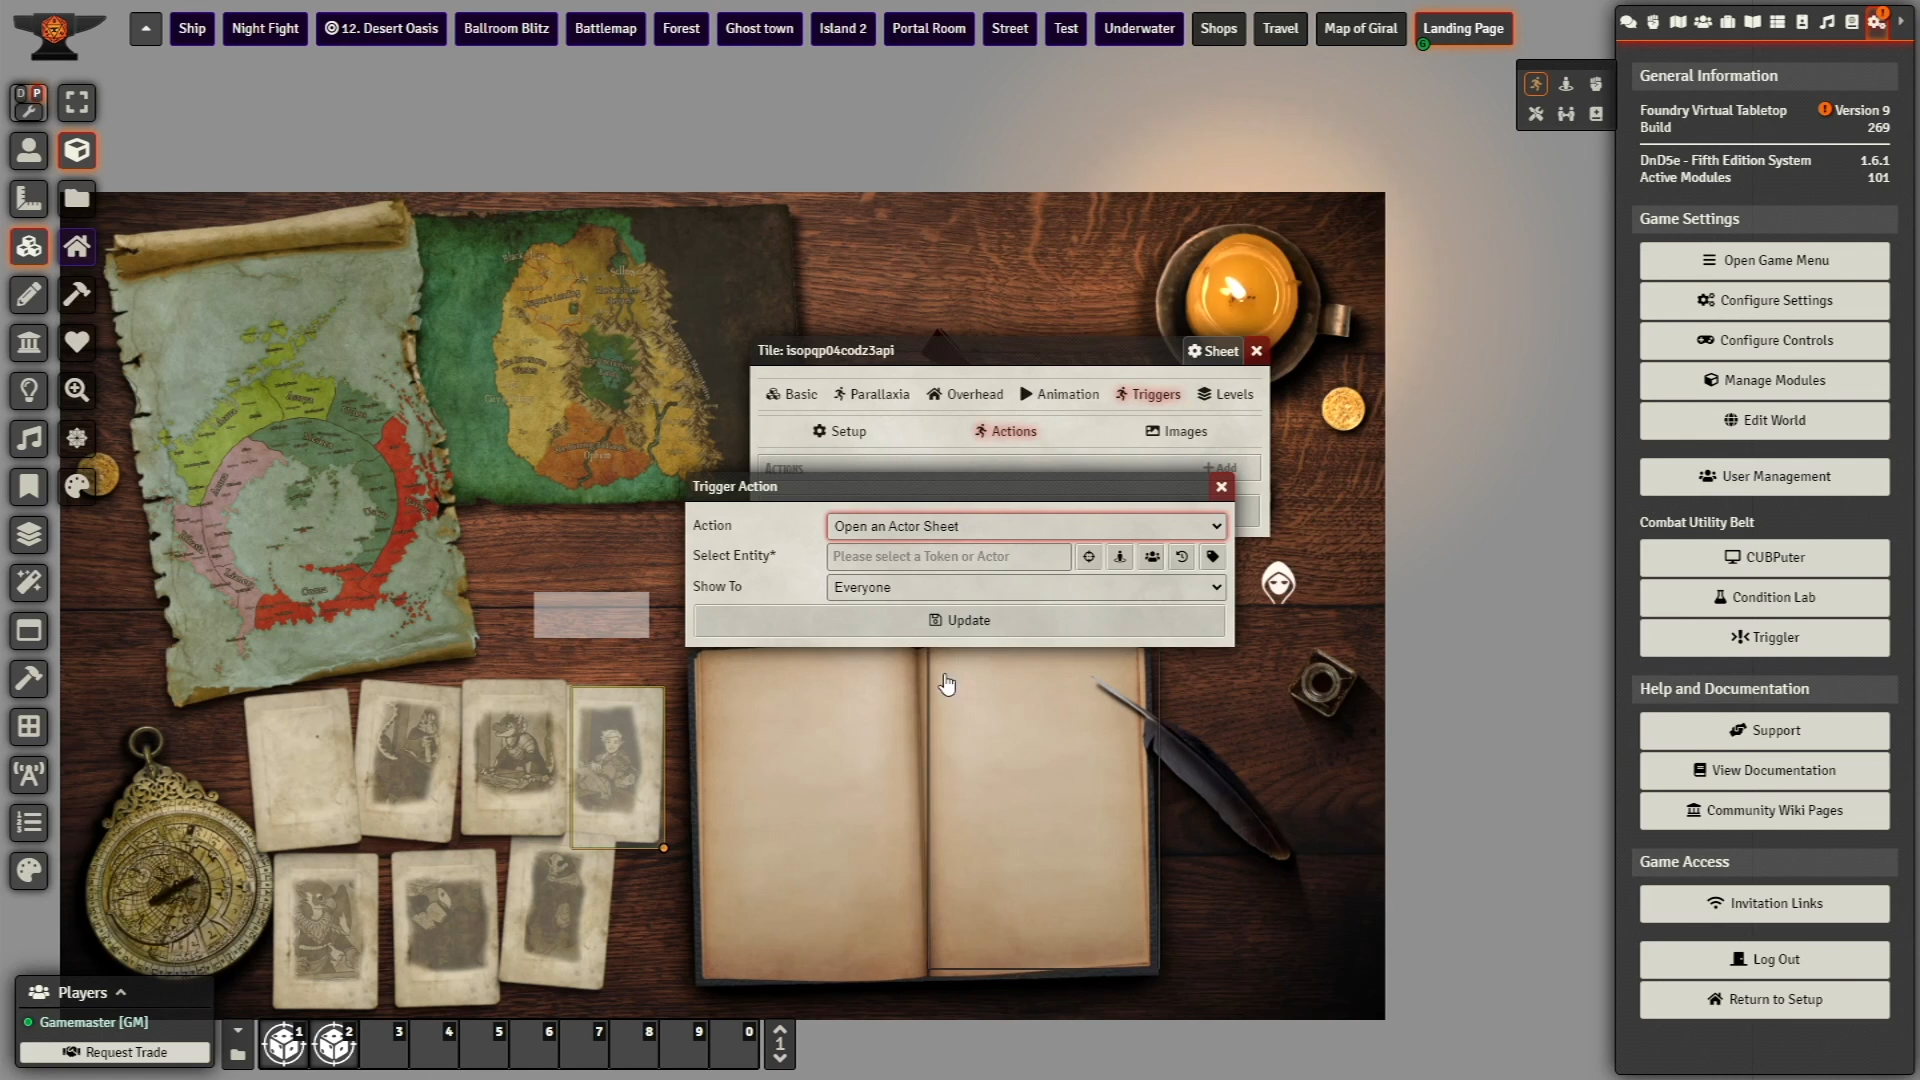 Ship
Night Fight
12. Desert Oasis
Ballroom Blitz
Battlemap
Forest
Ghost town
Island 2
Portal Room
Street
Test
Underwater
Shops
Travel
Map of Giral
Landing Page
G
D P
General Information
Foundry Virtual Tabletop Version 9
Build 269
DnD5e - Fifth Edition System 1.6.1
Active Modules 101
Game Settings
Open Game Menu
Configure Settings
Configure Controls
Manage Modules
Edit World
User Management
Combat Utility Belt
CUBPuter
Condition Lab
Triggler
Help and Documentation
Support
View Documentation
Community Wiki Pages
Game Access
Invitation Links
Log Out
Return to Setup
Tile: isopqp04codz3api
Sheet
Basic Parallaxia Overhead Animation Triggers Levels
Setup Actions Images
Actions + Add
Trigger Action
Action Open an Actor Sheet
Select Entity* Please select a Token or Actor
Show To Everyone
Update
Players
Gamemaster [GM]
Request Trade
1 2 3 4 5 6 7 8 9 0
1